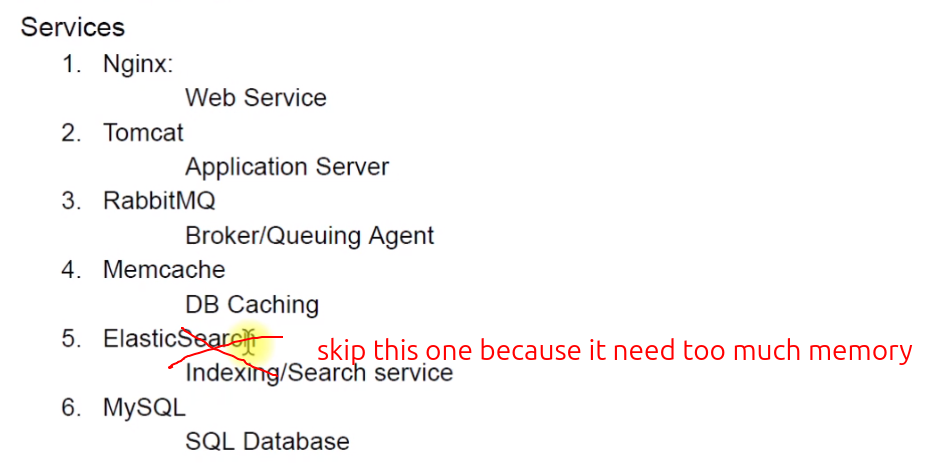 Services
1. Nginx:
Web Service
2. Tomcat
Application Server
3. RabbitMQ
Broker/Queuing Agent
4. Memcache
DB Caching
5. ElasticSearch
skip this one because it need too much memory
Indexing/Search service
6. MySQL
SQL Database